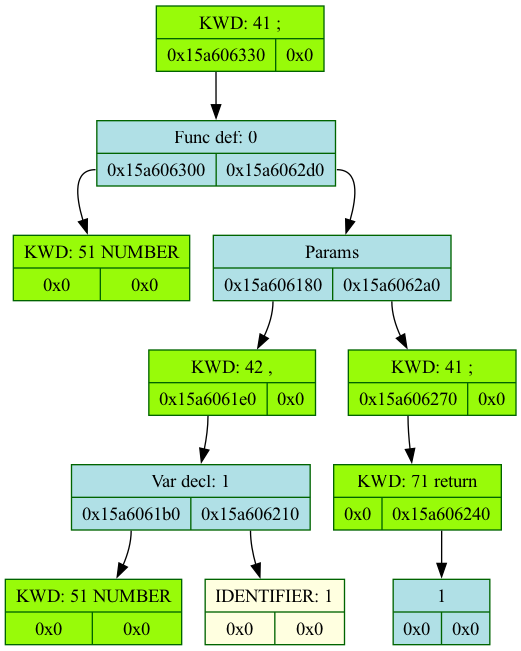 KWD: 41 ;
0x15a606330 0x0
Func def: 0
0x15a606300 0x15a6062d0
KWD: 51 NUMBER
0x0 0x0
Params
0x15a606180 0x15a6062a0
KWD: 42 ,
0x15a6061e0 0x0
KWD: 41 ;
0x15a606270 0x0
Var decl: 1
0x15a6061b0 0x15a606210
KWD: 71 return
0x0 0x15a606240
KWD: 51 NUMBER
0x0 0x0
IDENTIFIER: 1
0x0 0x0
1
0x0 0x0